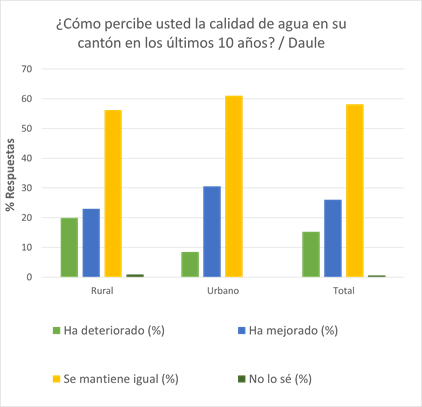 ¿Cómo percibe usted la calidad de agua en su
cantón en los últimos 10 años? / Daule
% Respuestas
70
60
50
40
30
20
10
0
Rural
Urbano
Total
Ha deteriorado (%)
Ha mejorado (%)
Se mantiene igual (%)
No lo sé (%)